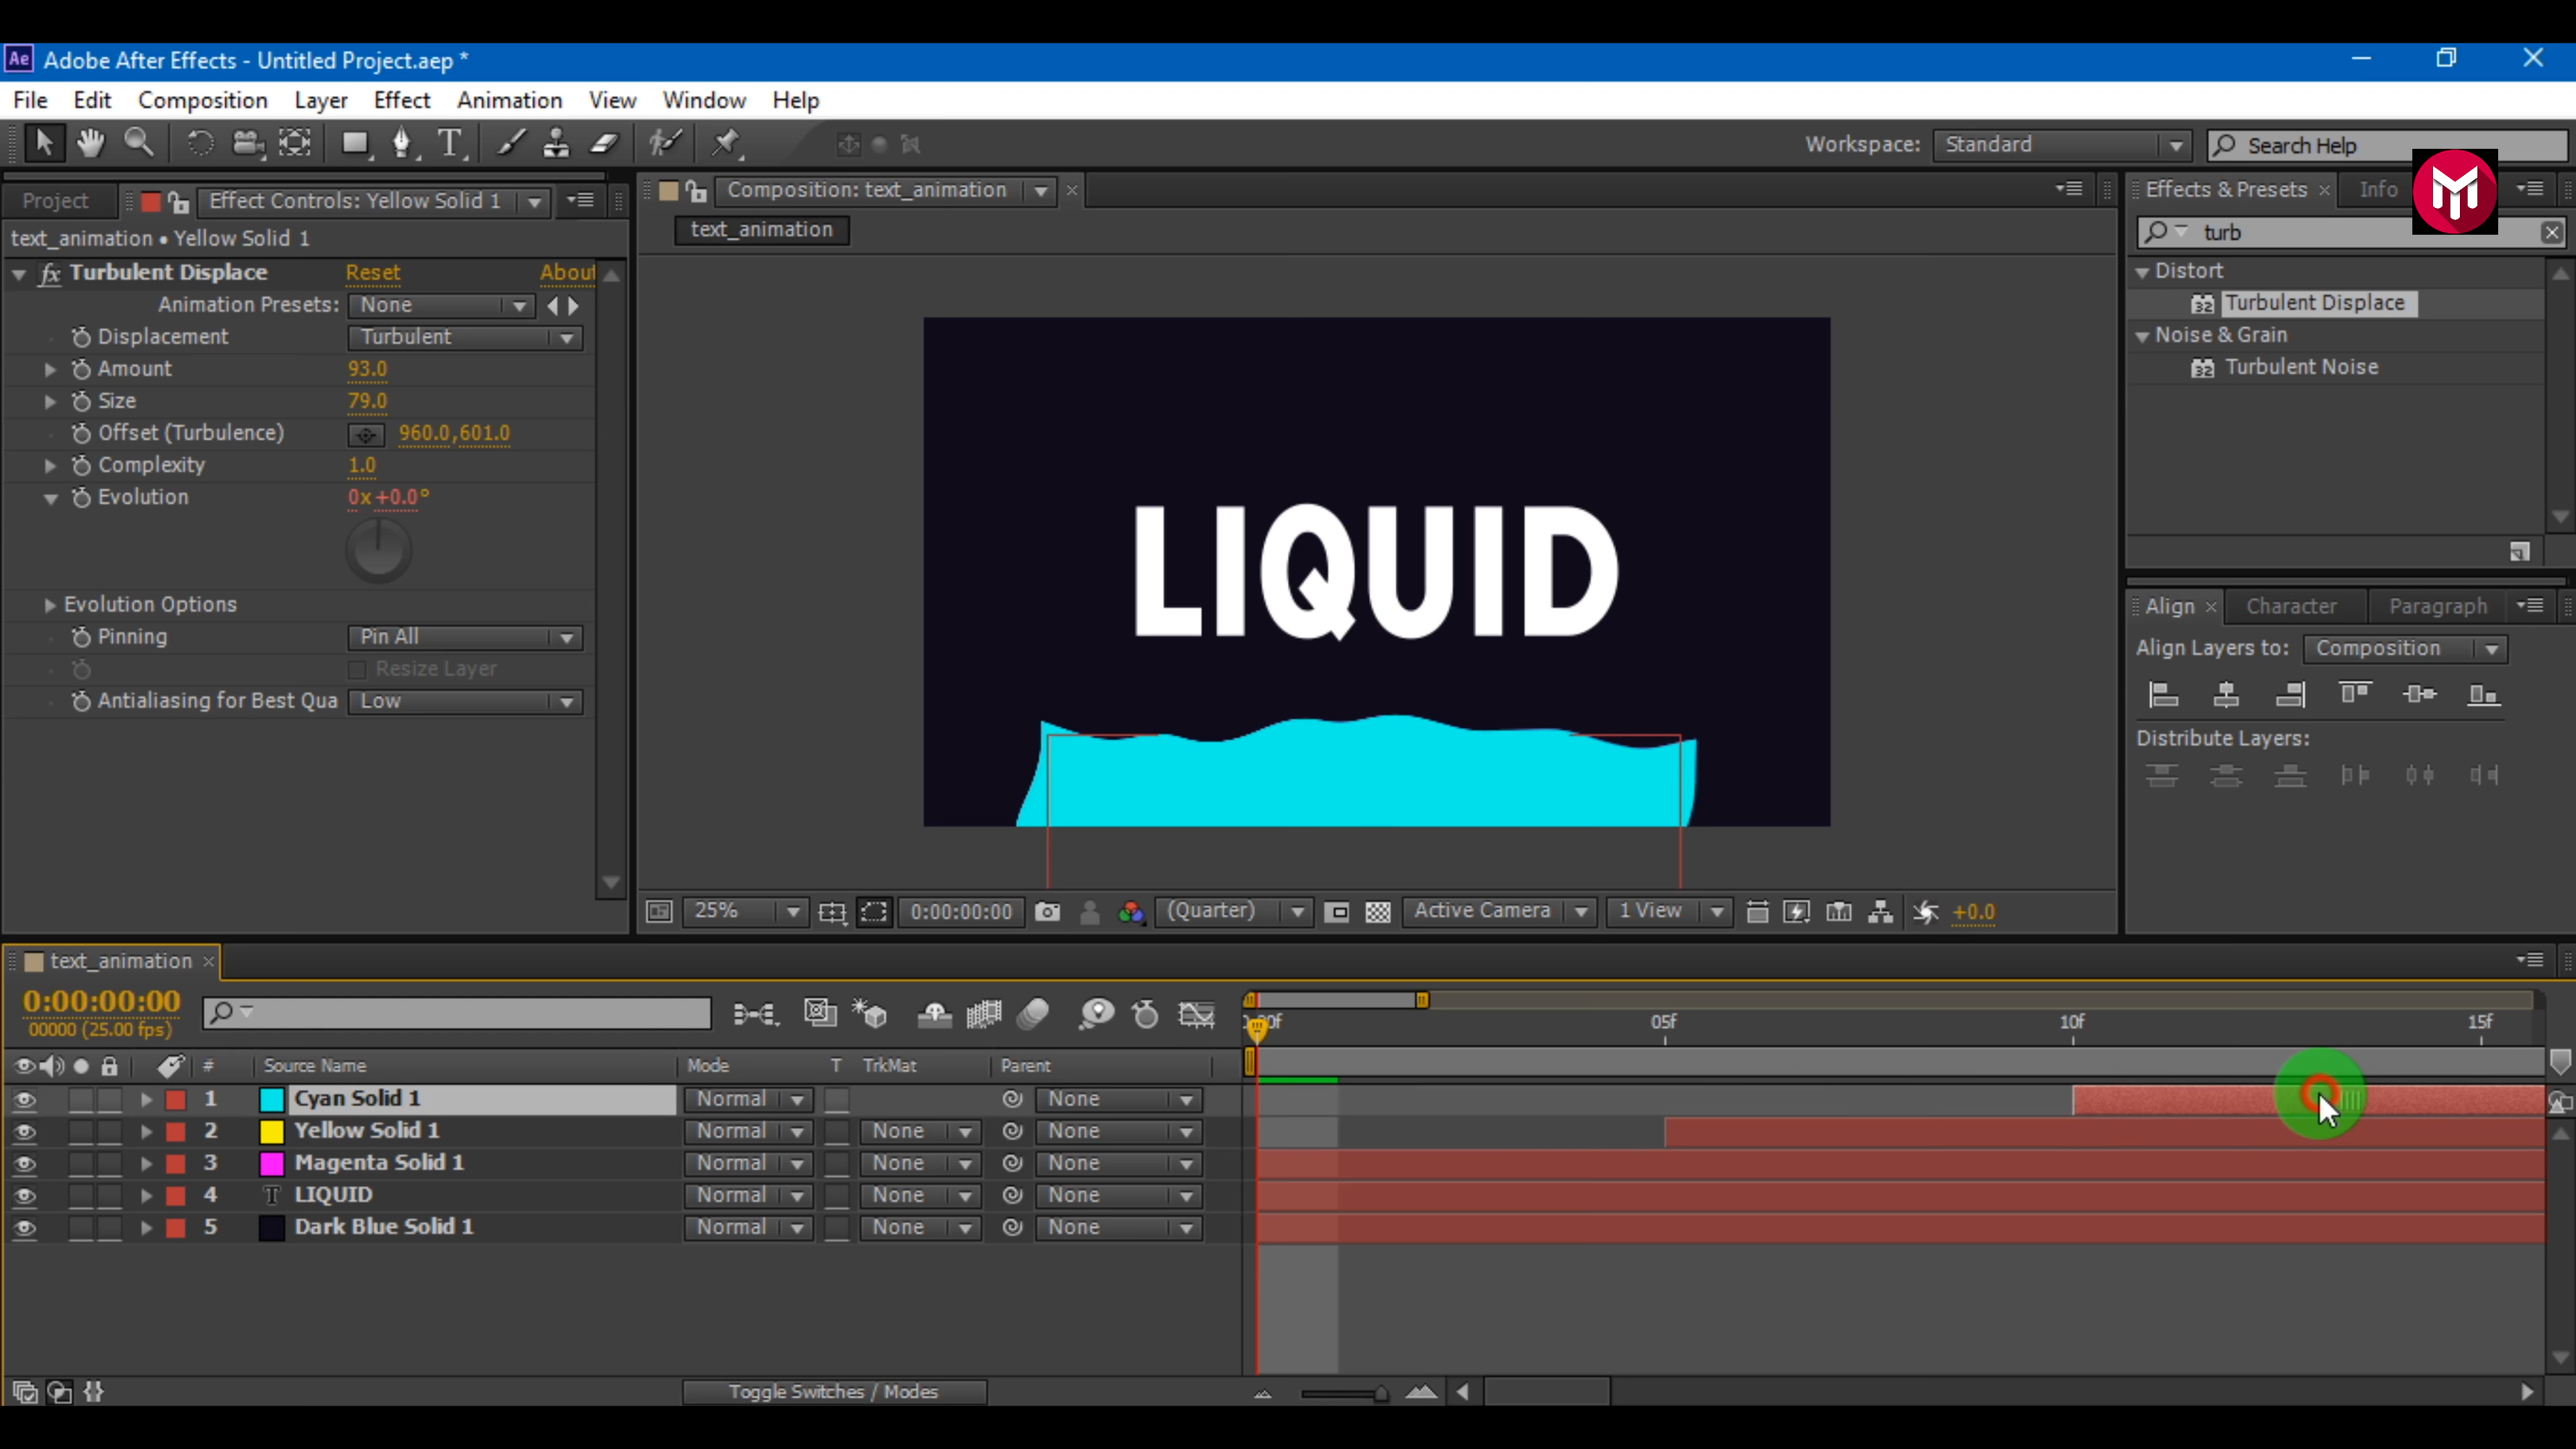 Ae Adobe After Effects - Untitled Project.aep *
File Edit Composition Layer Effect Animation View Window Help
T Workspace: Standard Search Help
Project Effect Controls: Yellow Solid 1
text_animation • Yellow Solid 1
fx Turbulent Displace Reset About
Animation Presets: None
Displacement Turbulent
Amount 93.0
Size 79.0
Offset (Turbulence) 960.0,601.0
Complexity 1.0
Evolution 0x+0.0°
Evolution Options
Pinning Pin All
Resize Layer
Antialiasing for Best Qua Low
Composition: text_animation
text_animation
LIQUID
25% 0:00:00:00 (Quarter) Active Camera 1 View +0.0
Effects & Presets Info
turb
Distort
32 Turbulent Displace
Noise & Grain
32 Turbulent Noise
Align Character Paragraph
Align Layers to: Composition
Distribute Layers:
text_animation
0:00:00:00
00000 (25.00 fps)
05f 10f 15f
# Source Name Mode T TrkMat Parent
1 Cyan Solid 1 Normal None
2 Yellow Solid 1 Normal None None
3 Magenta Solid 1 Normal None None
4 T LIQUID Normal None None
5 Dark Blue Solid 1 Normal None None
Toggle Switches / Modes